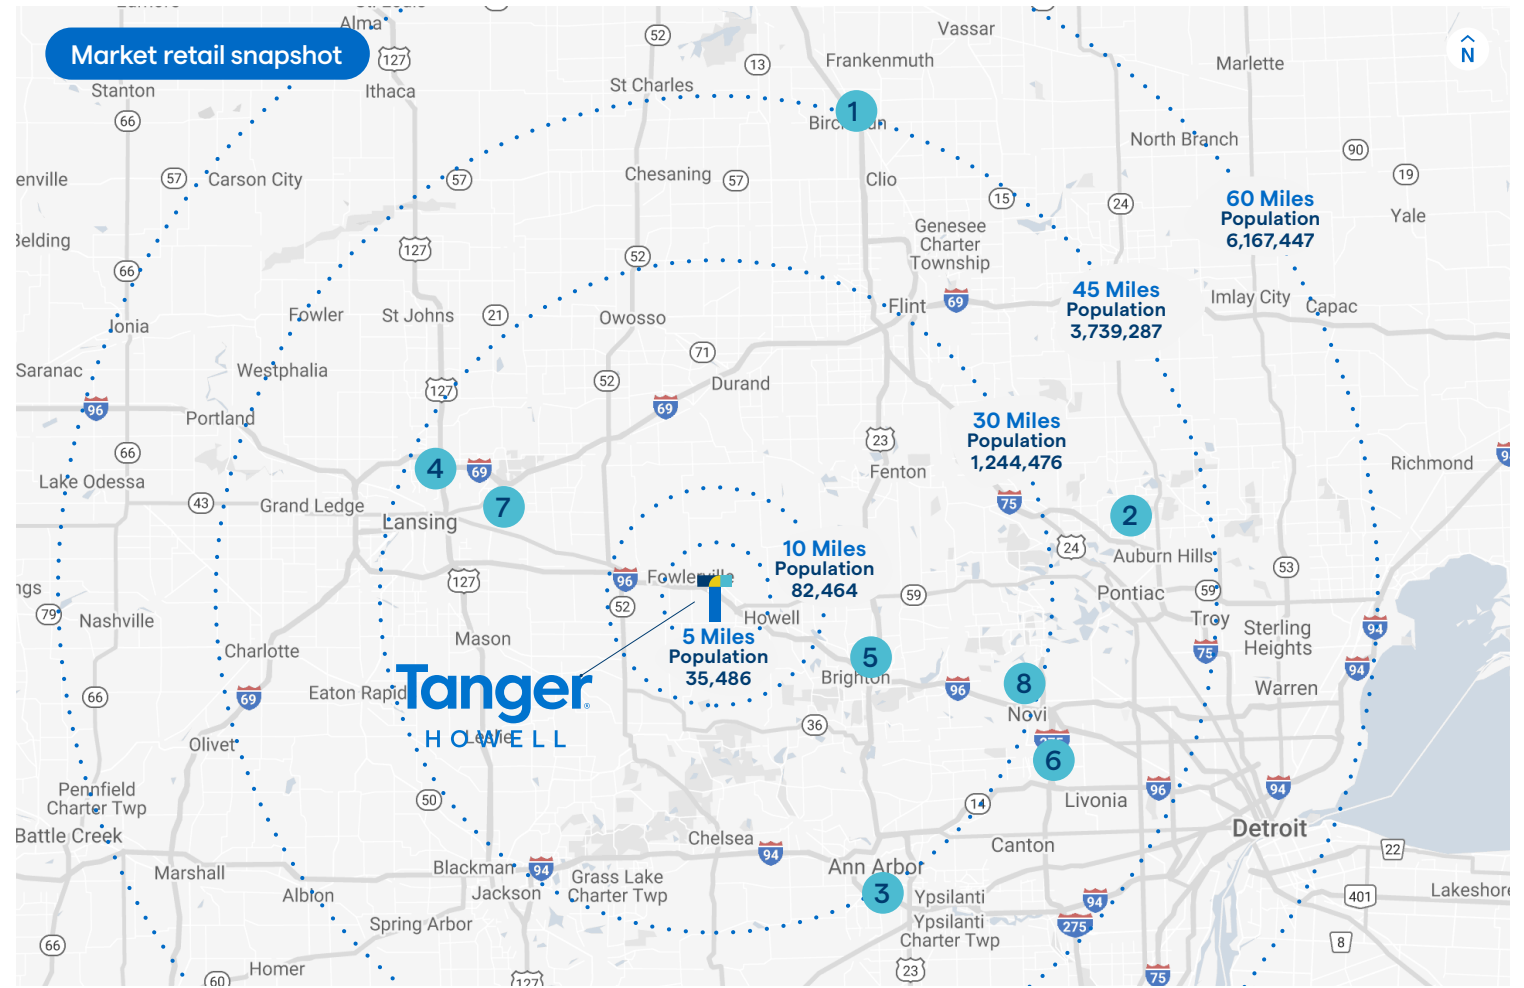 Market retail snapshot
N
Alma
127
52
Vassar
13
Frankenmuth
Marlette
Stanton
Ithaca
St Charles
66
1
North Branch
90
enville
57
Carson City
57
Chesaning
57
Clio
15
24
19
Yale
60 Miles
Population
6,167,447
Belding
127
52
Genesee
Charter
Township
66
Ionia
Fowler
St Johns
21
Owosso
Flint
69
45 Miles
Population
3,739,287
Imlay City
Capac
Saranac
Westphalia
127
71
52
Durand
96
69
Portland
30 Miles
Population
1,244,476
23
66
Lake Odessa
4
69
Fenton
Richmond
43
Grand Ledge
7
75
2
Lansing
24
Auburn Hills
10 Miles
Population
82,464
127
96
Fowlerville
53
ngs
79
Nashville
52
59
Pontiac
59
Howell
Troy
Sterling
Heights
94
Charlotte
Mason
5 Miles
Population
35,486
5
Brighton
75
94
66
69
Eaton Rapid
Tanger
HOWELL
Leslie
96
8
Novi
Warren
36
Olivet
275
6
Pennfield
Charter Twp
50
14
Livonia
96
94
Battle Creek
Chelsea
Detroit
94
Canton
22
Marshall
Blackman
94
Grass Lake
Charter Twp
Ann Arbor
3
Albion
Jackson
Ypsilanti
94
401
Lakeshore
Spring Arbor
Ypsilanti
Charter Twp
275
66
8
Homer
60
127
23
75